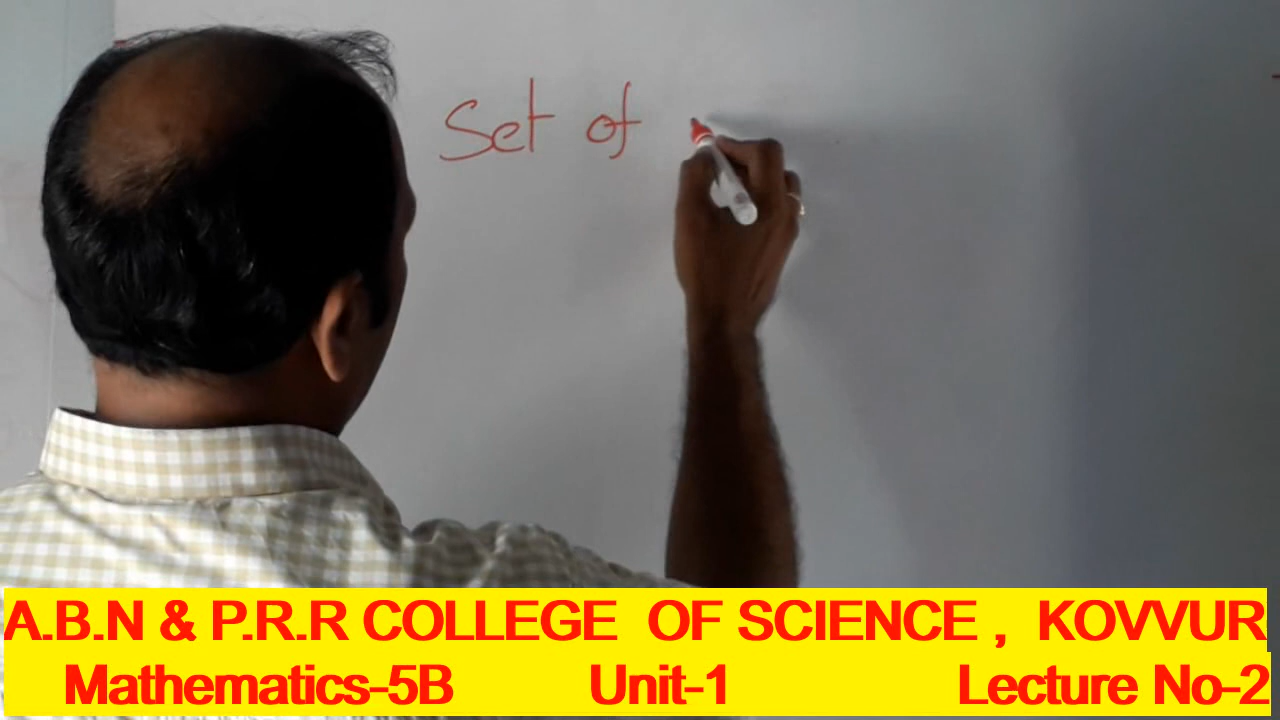 Set of
A.B.N & P.R.R COLLEGE OF SCIENCE , KOVVUR
Mathematics-5B Unit-1 Lecture No-2